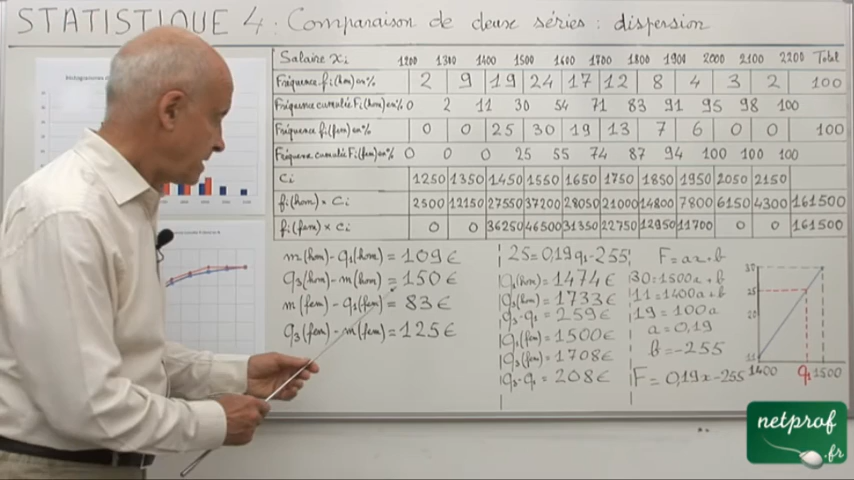 STATISTIQUE 4. Comparaison de deux séries : dispersion
Salaire xi 1200 1300 1400 1500 1600 1700 1800 1900 2000 2100 2200 Total
Fréquence fi(hom) en % 2 9 19 24 17 12 8 4 3 2 100
Fréquence cumulée Fi(hom) en % 0 2 11 30 54 71 83 91 95 98 100
Fréquence fi(fem) en % 0 0 25 30 19 13 7 6 0 0 100
Fréquence cumulée Fi(fem) en % 0 0 0 25 55 74 87 94 100 100 100
Ci 1250 1350 1450 1550 1650 1750 1850 1950 2050 2150
fi(hom) × Ci 2500 12150 27550 37200 28050 21000 14800 7800 6150 4300 161500
fi(fem) × Ci 0 0 36250 46500 31350 22750 12950 11700 0 0 161500
m(hom) - q1(hom) = 109 €
q3(hom) - m(hom) = 150 €
m(fem) - q1(fem) = 83 €
q3(fem) - m(fem) = 125 €
25 = 0,19 q1 - 255
q1(hom) = 1474 €
q3(hom) = 1733 €
q3 - q1 = 259 €
q1(fem) = 1500 €
q3(fem) = 1708 €
q3 - q1 = 208 €
F = ax + b
30 = 1500a + b
11 = 1400a + b
19 = 100a
a = 0,19
b = -255
F = 0,19x - 255
25
20
11
1400 q1 1500
netprof
.fr